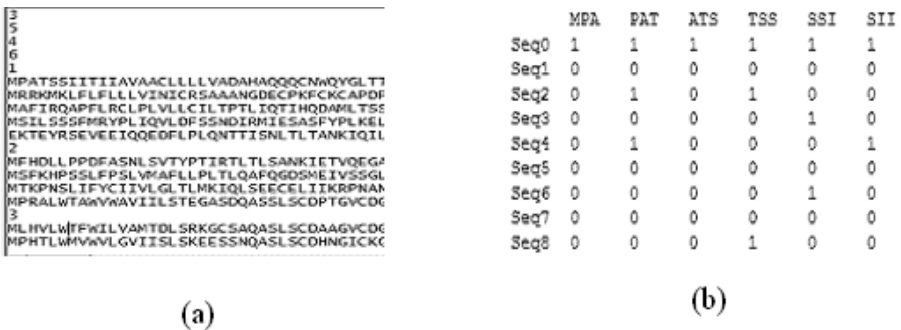 3
5
4
6
1
MPATSSIITIIAVAACLLLLVADAHAQQQCNWQYGLTT
MRRKMKLFLFLLLVINICRSAAANGDECPKFCKCAPDF
MAFIRQAPFLRCLPLVLLCILTPTLIQTIHQDAMLTSS
MSILSSSFMRYPLIQVLDFSSNDIRMIESASFYPLKEL
EKTEYRSEVEEIQQEDFLPLQNTTISNLTLTANKIQIL
2
MFHDLLPPDFASNLSVTYPTIRTLTLSANKIETVQEGA
MSFKHPSSLFPSLVMAFLLPLTLQAFQGDSMEIVSSGL
MTKPNSLIFYCIIVLGLTLMKIQLSEECELIIKRPNAN
MPRALWTAWVWAVIILSTEGASDQASSLSCDPTGVCDG
3
MLHVLWTFWILVAMTDLSRKGCSAQASLSCDAAGVCDG
MPHTLWMVWVLGVIISLSKEESSNQASLSCDHNGICKG
MPA PAT ATS TSS SSI SII
Seq0 1 1 1 1 1 1
Seq1 0 0 0 0 0 0
Seq2 0 1 0 1 0 0
Seq3 0 0 0 0 1 0
Seq4 0 1 0 0 0 1
Seq5 0 0 0 0 0 0
Seq6 0 0 0 0 1 0
Seq7 0 0 0 0 0 0
Seq8 0 0 0 1 0 0
(a)
(b)